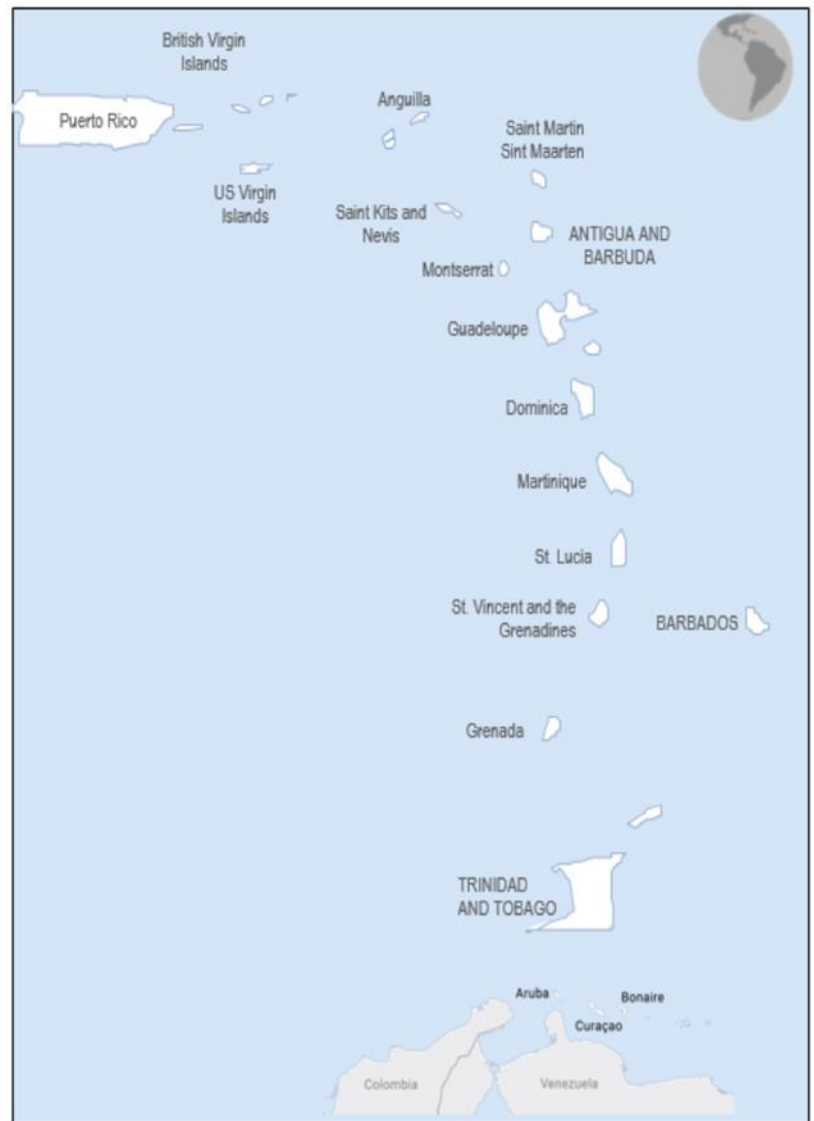 British Virgin
Islands
Puerto Rico
Anguilla
Saint Martin
Sint Maarten
US Virgin
Islands
Saint Kits and
Nevis
ANTIGUA AND
BARBUDA
Montserrat
Guadeloupe
Dominica
Martinique
St. Lucia
St. Vincent and the
Grenadines
BARBADOS
Grenada
TRINIDAD
AND TOBAGO
Aruba
Bonaire
Curaçao
Colombia
Venezuela